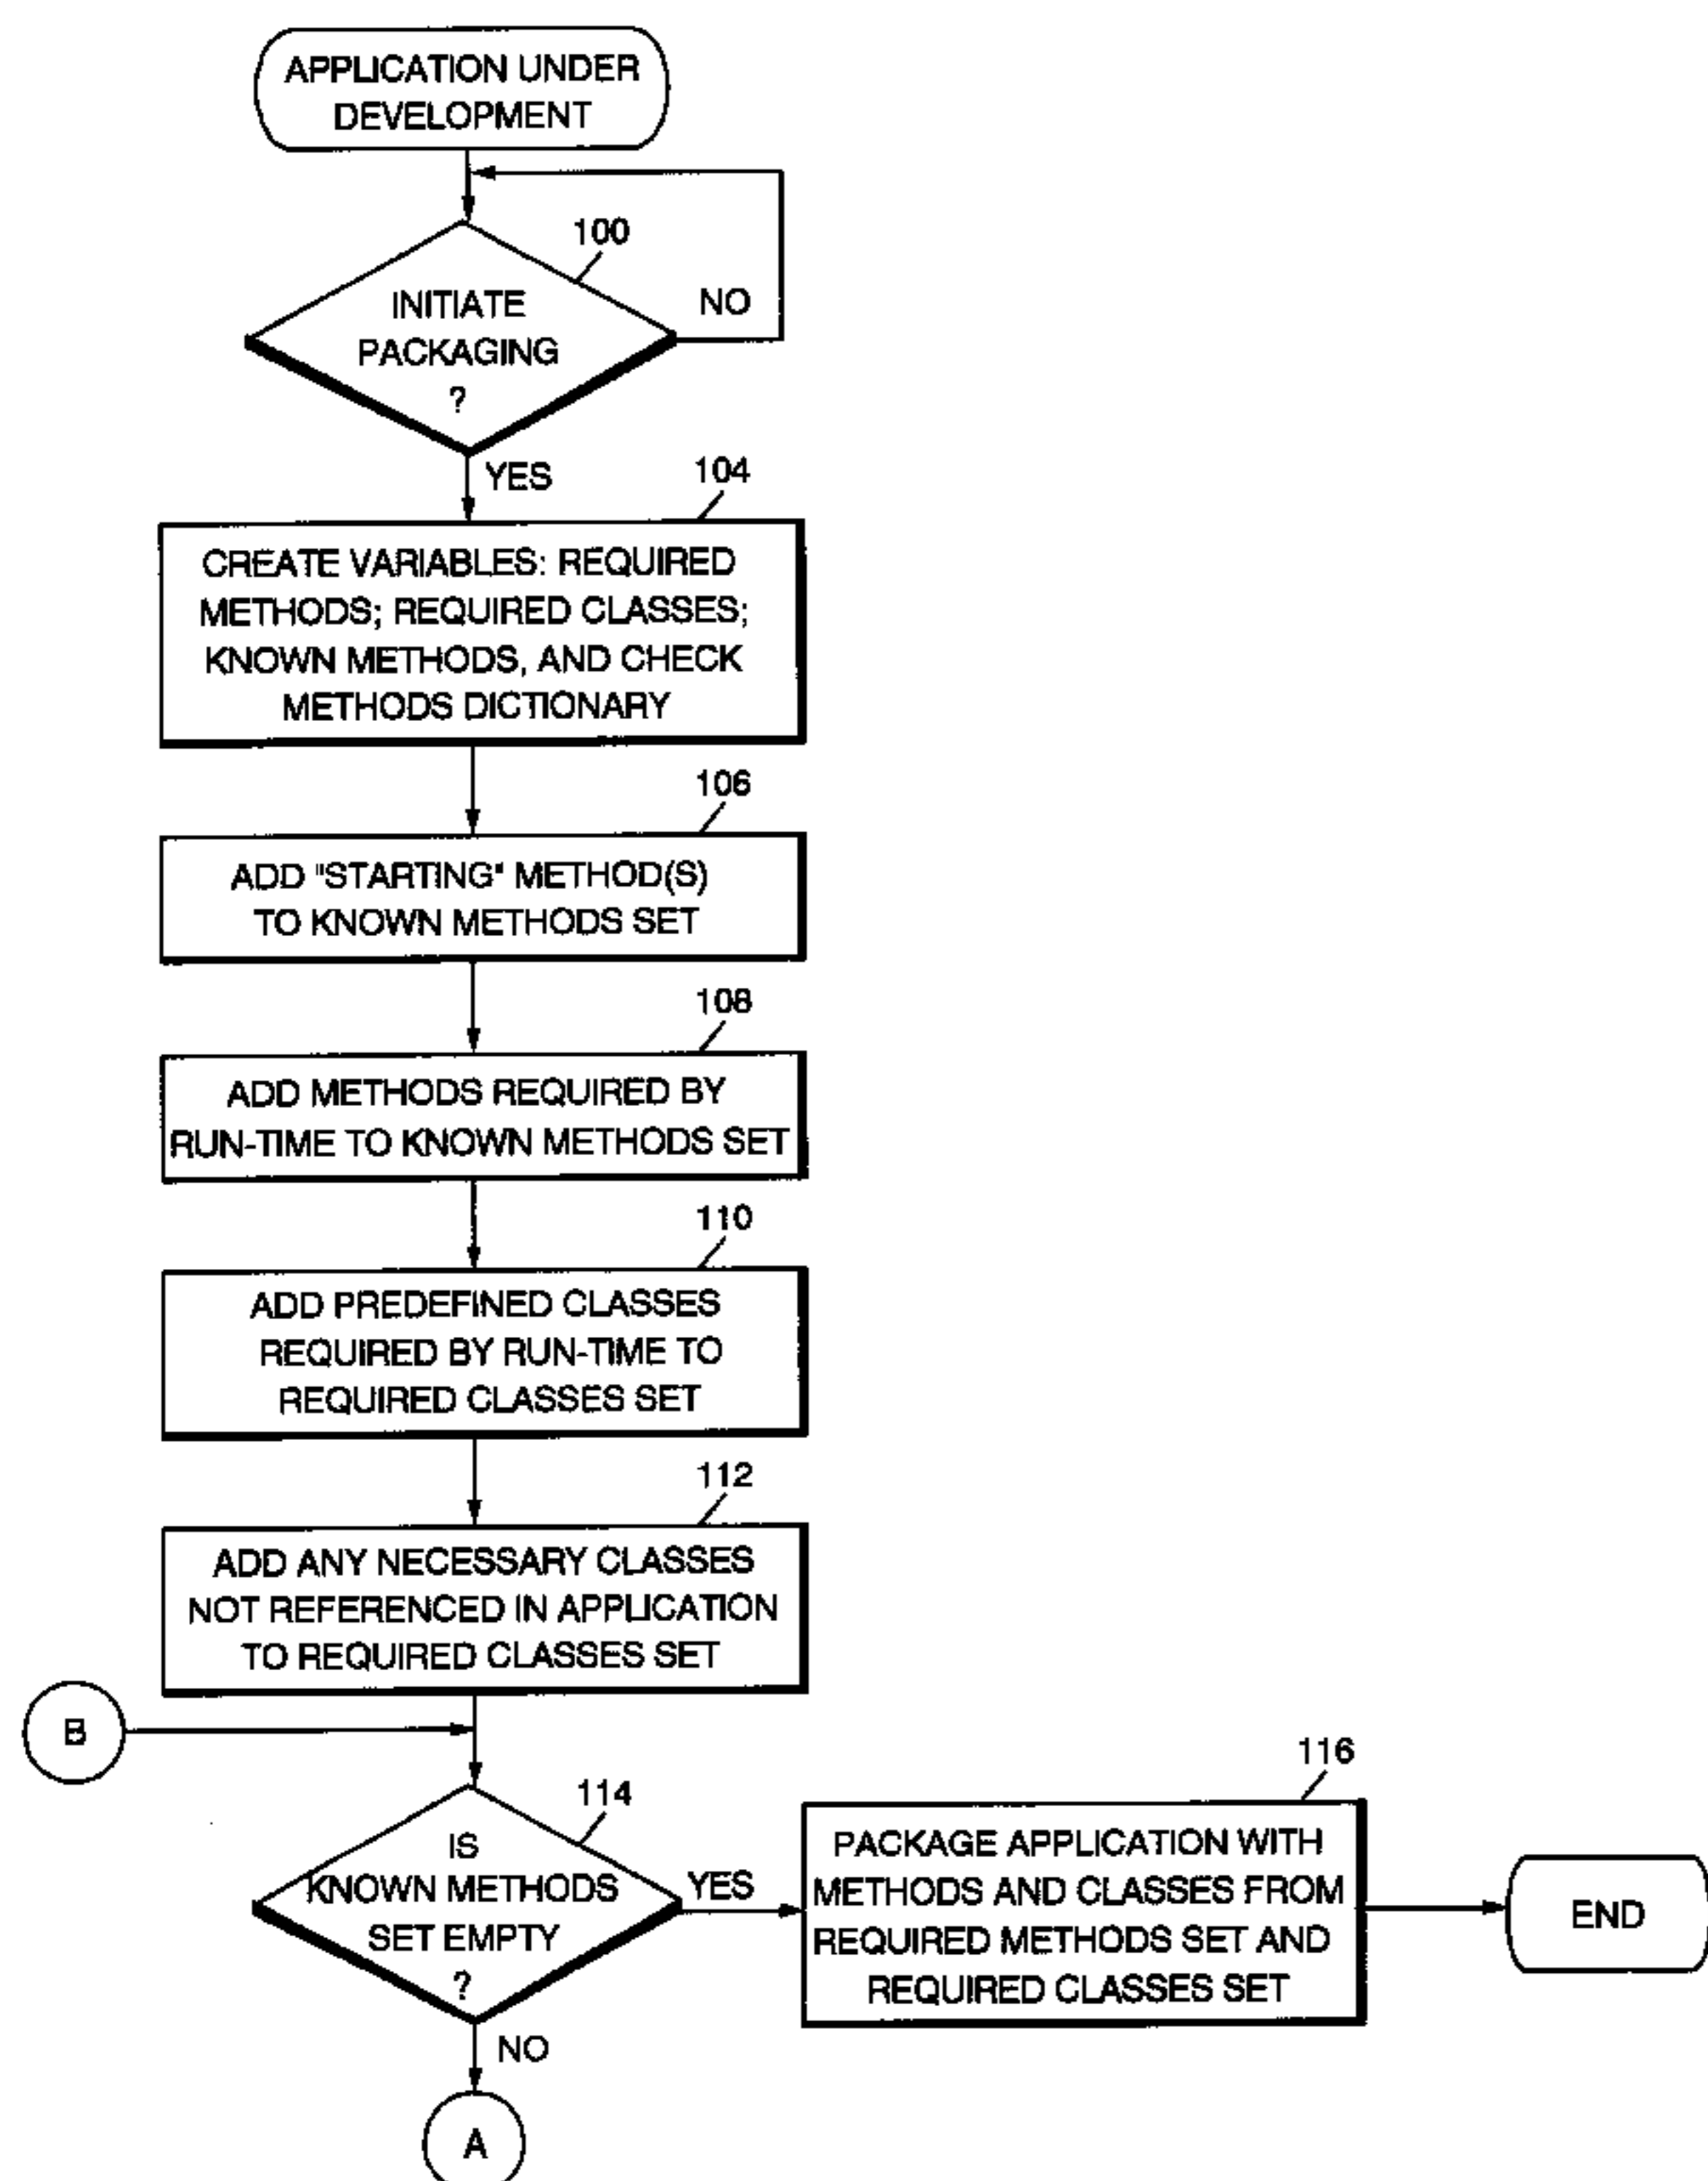 APPLICATION UNDER
DEVELOPMENT
100
INITIATE
PACKAGING
?
NO
YES
104
CREATE VARIABLES: REQUIRED
METHODS; REQUIRED CLASSES;
KNOWN METHODS, AND CHECK
METHODS DICTIONARY
106
ADD "STARTING" METHOD(S)
TO KNOWN METHODS SET
108
ADD METHODS REQUIRED BY
RUN-TIME TO KNOWN METHODS SET
110
ADD PREDEFINED CLASSES
REQUIRED BY RUN-TIME TO
REQUIRED CLASSES SET
112
ADD ANY NECESSARY CLASSES
NOT REFERENCED IN APPLICATION
TO REQUIRED CLASSES SET
B
114
IS
KNOWN METHODS
SET EMPTY
?
YES
NO
116
PACKAGE APPLICATION WITH
METHODS AND CLASSES FROM
REQUIRED METHODS SET AND
REQUIRED CLASSES SET
END
A